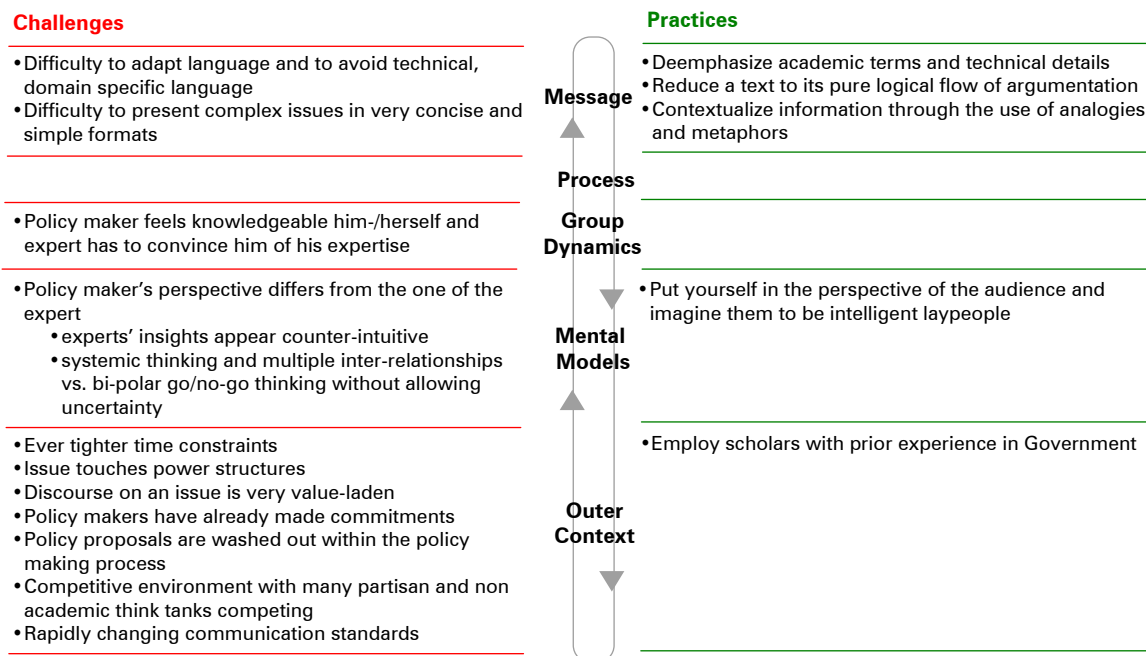 Challenges
Practices
•Difficulty to adapt language and to avoid technical,
domain specific language
•Difficulty to present complex issues in very concise and
simple formats
Message
•Deemphasize academic terms and technical details
•Reduce a text to its pure logical flow of argumentation
•Contextualize information through the use of analogies
and metaphors
Process
•Policy maker feels knowledgeable him-/herself and
expert has to convince him of his expertise
Group
Dynamics
•Policy maker’s perspective differs from the one of the
expert
•experts’ insights appear counter-intuitive
•systemic thinking and multiple inter-relationships
vs. bi-polar go/no-go thinking without allowing
uncertainty
Mental
Models
•Put yourself in the perspective of the audience and
imagine them to be intelligent laypeople
•Ever tighter time constraints
•Issue touches power structures
•Discourse on an issue is very value-laden
•Policy makers have already made commitments
•Policy proposals are washed out within the policy
making process
•Competitive environment with many partisan and non
academic think tanks competing
•Rapidly changing communication standards
Outer
Context
•Employ scholars with prior experience in Government